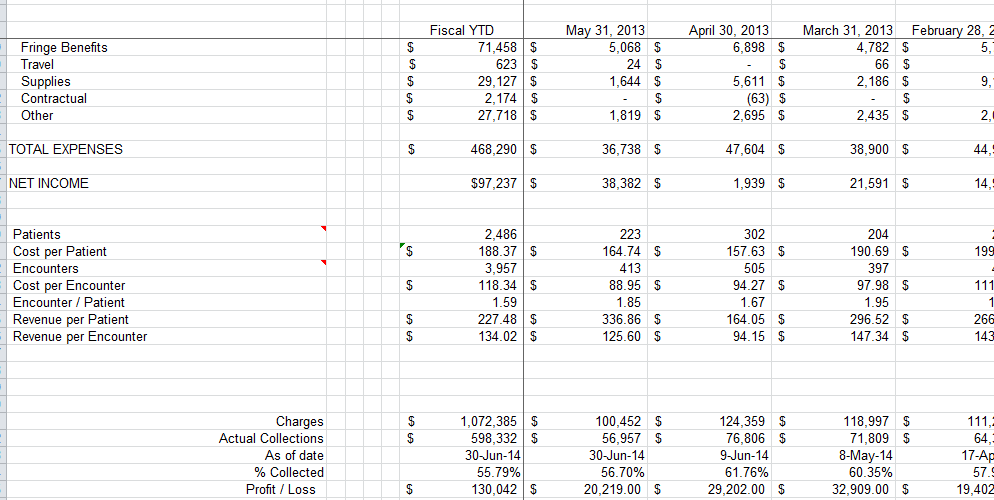 Fiscal YTD May 31, 2013 April 30, 2013 March 31, 2013 February 28,
Fringe Benefits $ 71,458 $ 5,068 $ 6,898 $ 4,782 $ 5,
Travel $ 623 $ 24 $ - $ 66 $
Supplies $ 29,127 $ 1,644 $ 5,611 $ 2,186 $ 9,
Contractual $ 2,174 $ - $ (63) $ - $
Other $ 27,718 $ 1,819 $ 2,695 $ 2,435 $ 2,
TOTAL EXPENSES $ 468,290 $ 36,738 $ 47,604 $ 38,900 $ 44,
NET INCOME $97,237 $ 38,382 $ 1,939 $ 21,591 $ 14,
Patients 2,486 223 302 204
Cost per Patient $ 188.37 $ 164.74 $ 157.63 $ 190.69 $ 199
Encounters 3,957 413 505 397
Cost per Encounter $ 118.34 $ 88.95 $ 94.27 $ 97.98 $ 111
Encounter / Patient 1.59 1.85 1.67 1.95 1
Revenue per Patient $ 227.48 $ 336.86 $ 164.05 $ 296.52 $ 266
Revenue per Encounter $ 134.02 $ 125.60 $ 94.15 $ 147.34 $ 143
Charges $ 1,072,385 $ 100,452 $ 124,359 $ 118,997 $ 111,
Actual Collections $ 598,332 $ 56,957 $ 76,806 $ 71,809 $ 64,
As of date 30-Jun-14 30-Jun-14 9-Jun-14 8-May-14 17-Ap
% Collected 55.79% 56.70% 61.76% 60.35% 57.
Profit / Loss $ 130,042 $ 20,219.00 $ 29,202.00 $ 32,909.00 $ 19,402